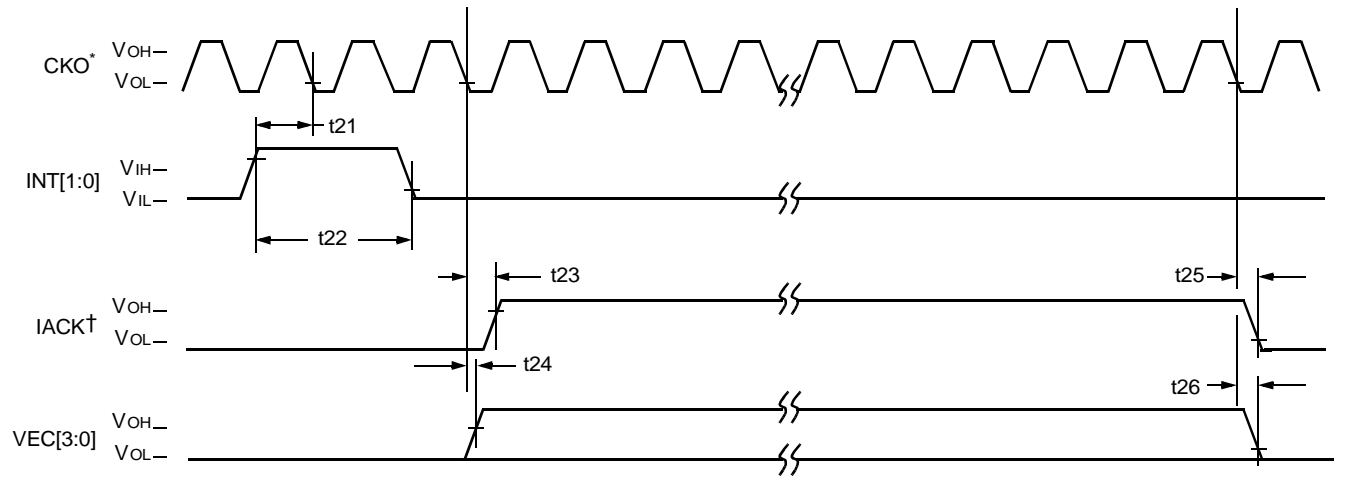 CKO*
VOH
VOL
t21
INT[1:0]
VIH
VIL
t22
t23
t25
IACK†
VOH
VOL
t24
t26
VEC[3:0]
VOH
VOL